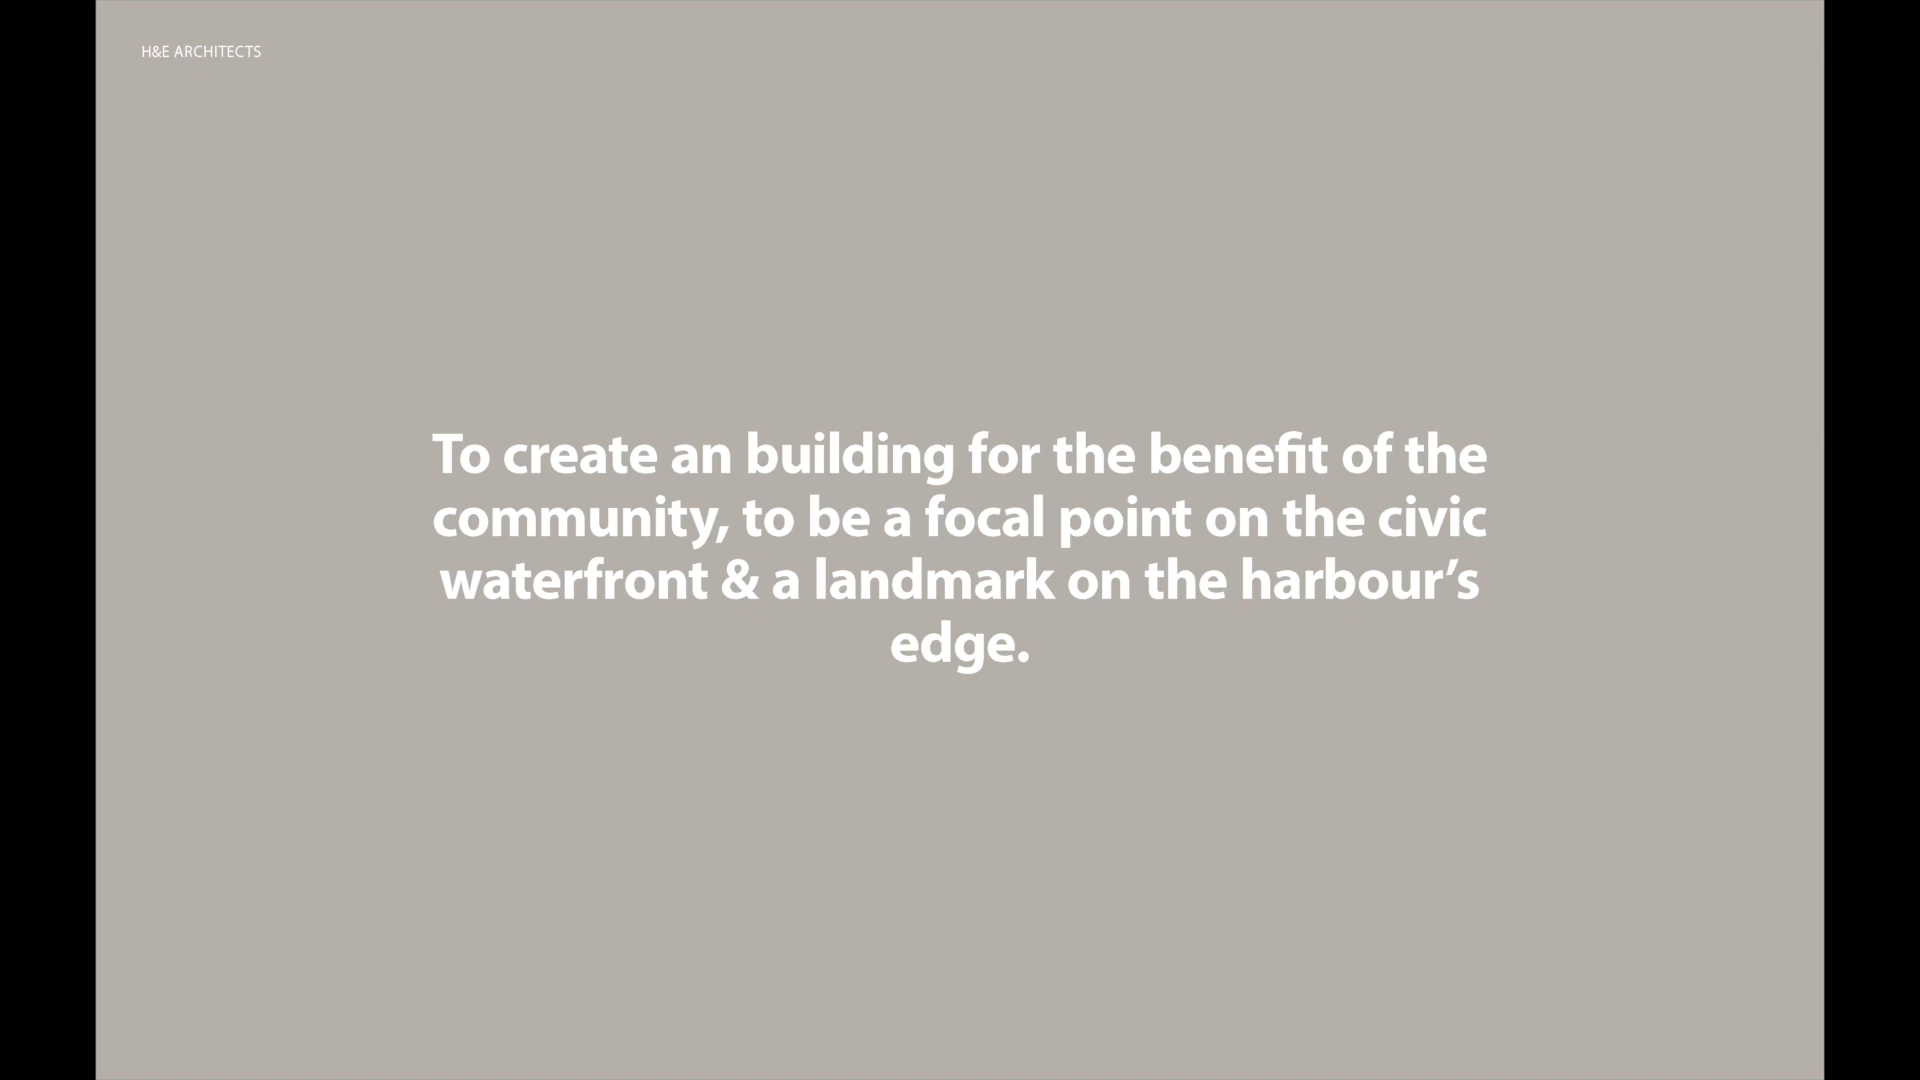 H&E ARCHITECTS
To create an building for the benefit of the
community, to be a focal point on the civic
waterfront & a landmark on the harbour’s
edge.